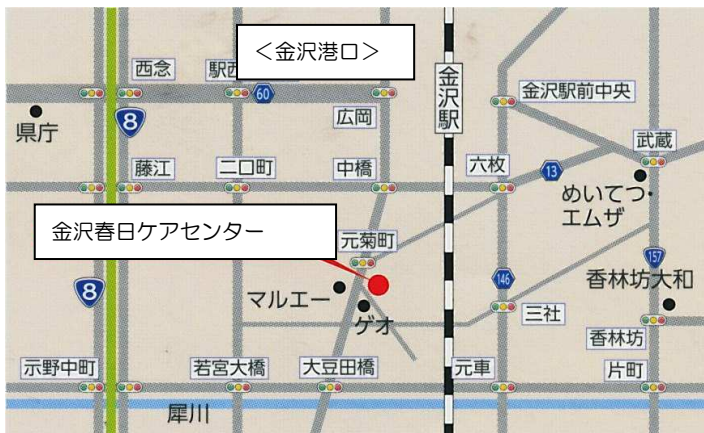 ＜金沢港口＞
西念
駅西
60
広岡
金沢駅
金沢駅前中央
県庁
8
武蔵
藤江
二口町
中橋
六枚
13
めいてつ・
エムザ
金沢春日ケアセンター
元菊町
157
8
マルエー
ゲオ
146
三社
香林坊大和
香林坊
示野中町
若宮大橋
大豆田橋
元車
片町
犀川